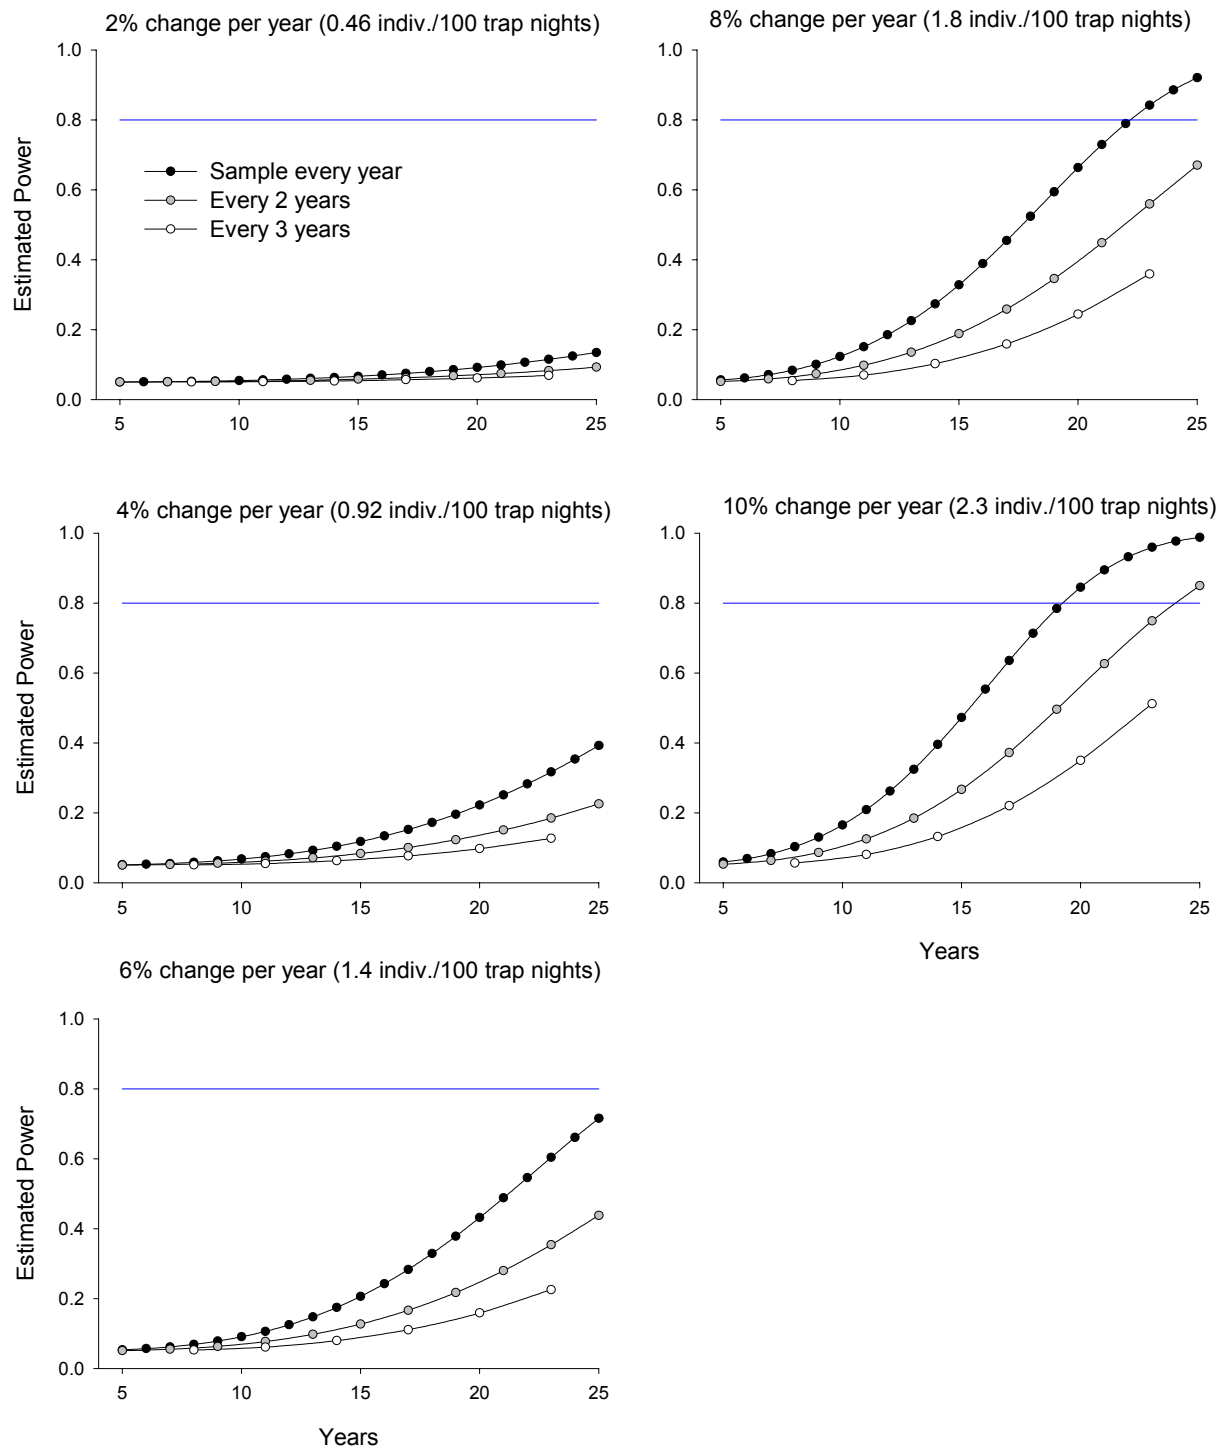 2% change per year (0.46 indiv./100 trap nights)
1.0
0.8
0.6
0.4
0.2
0.0
Estimated Power
Sample every year
Every 2 years
Every 3 years
5 10 15 20 25
8% change per year (1.8 indiv./100 trap nights)
1.0
0.8
0.6
0.4
0.2
0.0
5 10 15 20 25
4% change per year (0.92 indiv./100 trap nights)
1.0
0.8
0.6
0.4
0.2
0.0
Estimated Power
5 10 15 20 25
10% change per year (2.3 indiv./100 trap nights)
1.0
0.8
0.6
0.4
0.2
0.0
5 10 15 20 25
Years
6% change per year (1.4 indiv./100 trap nights)
1.0
0.8
0.6
0.4
0.2
0.0
Estimated Power
5 10 15 20 25
Years